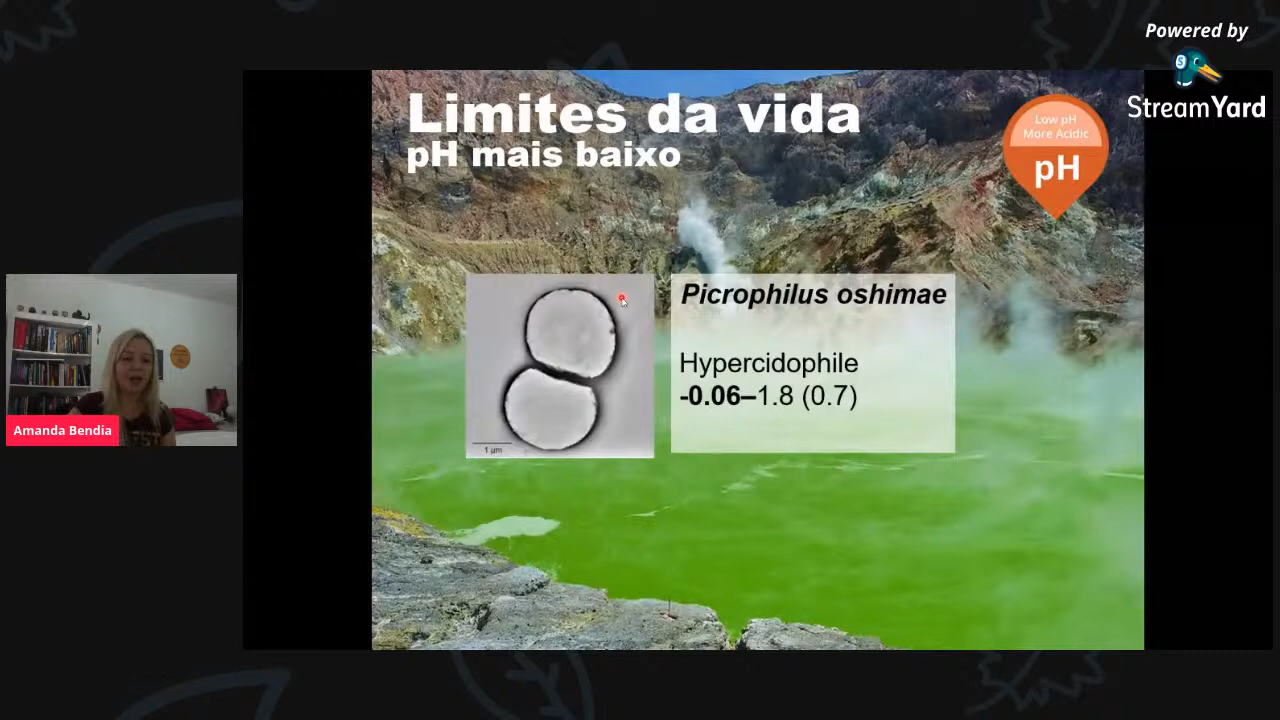 Powered by
StreamYard
Limites da vida
pH mais baixo
Low pH
More Acidic
pH
Picrophilus oshimae
Hypercidophile
-0.06–1.8 (0.7)
1 µm
Amanda Bendia